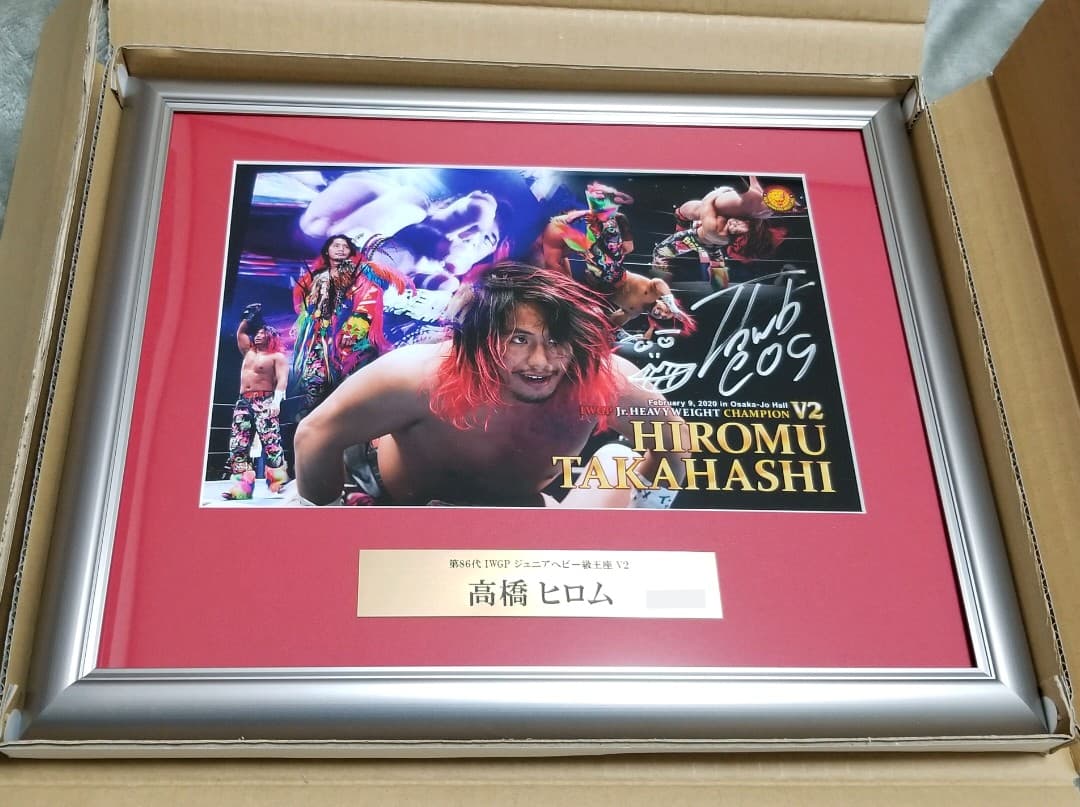 February 9, 2020 in Osaka-Jo Hall
IWGP Jr.HEAVYWEIGHT CHAMPION V2
HIROMU
TAKAHASHI
第86代 IWGP ジュニアヘビー級王座 V2
高橋 ヒロム